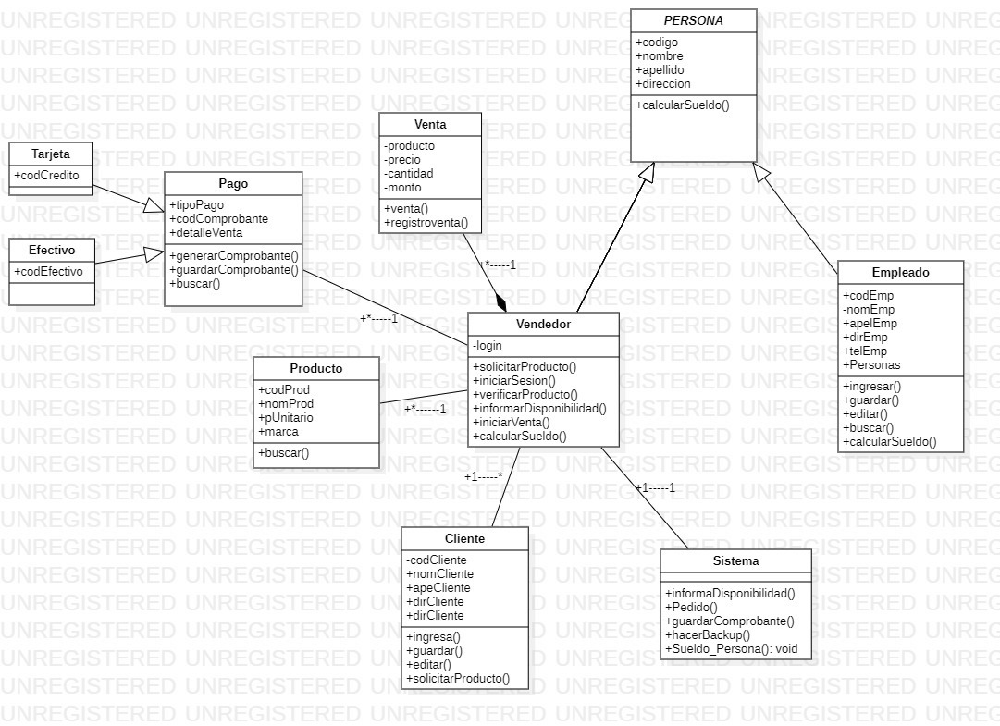 PERSONA
+codigo
+nombre
+apellido
+direccion
+calcularSueldo()
Venta
-producto
-precio
-cantidad
-monto
+venta()
+registroventa()
Tarjeta
+codCredito
Pago
+tipoPago
+codComprobante
+detalleVenta
+generarComprobante()
+guardarComprobante()
+buscar()
Efectivo
+codEfectivo
+*-----1
+*-----1
Vendedor
-login
+solicitarProducto()
+iniciarSesion()
+verificarProducto()
+informarDisponibilidad()
+iniciarVenta()
+calcularSueldo()
Empleado
+codEmp
-nomEmp
+apelEmp
+dirEmp
+telEmp
+Personas
+ingresar()
+guardar()
+editar()
+buscar()
+calcularSueldo()
Producto
+codProd
+nomProd
+pUnitario
+marca
+buscar()
+*------1
+1-----*
+1-----1
Cliente
-codCliente
+nomCliente
+apeCliente
+dirCliente
+dirCliente
+ingresa()
+guardar()
+editar()
+solicitarProducto()
Sistema
+informaDisponibilidad()
+Pedido()
+guardarComprobante()
+hacerBackup()
+Sueldo_Persona(): void
UNREGISTERED